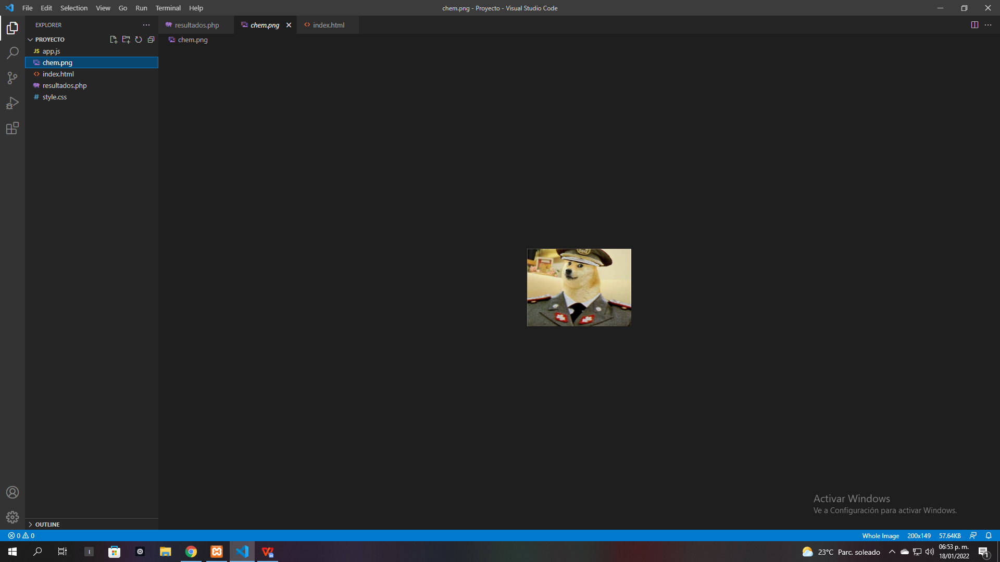 File Edit Selection View Go Run Terminal Help
chem.png - Proyecto - Visual Studio Code
EXPLORER
resultados.php
chem.png
index.html
PROYECTO
chem.png
JS app.js
chem.png
index.html
resultados.php
# style.css
Activar Windows
Ve a Configuración para activar Windows.
OUTLINE
0 0
Whole Image 200x149 57.64KB
23°C Parc. soleado
06:53 p. m.
18/01/2022
1